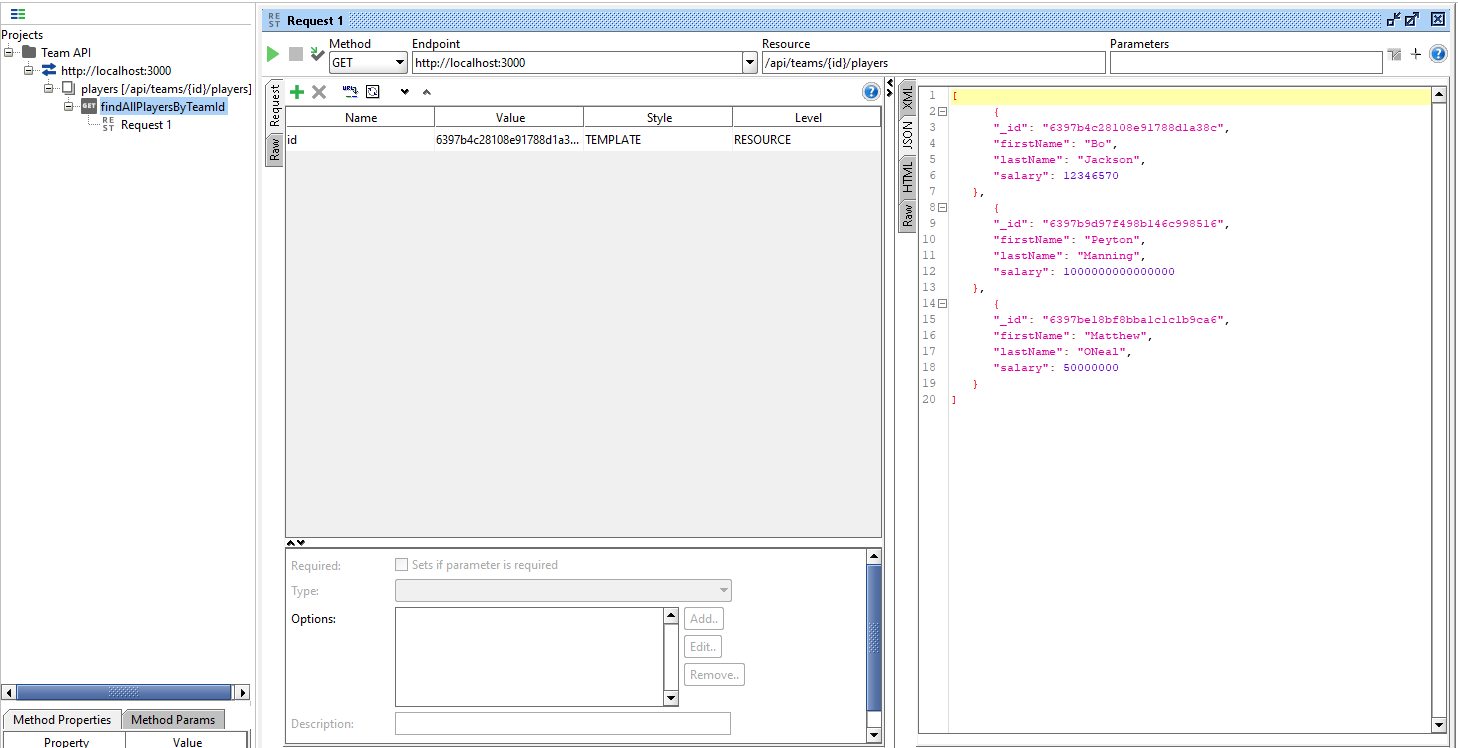 Projects
Team API
http://localhost:3000
players [/api/teams/{id}/players]
GET findAllPlayersByTeamId
REST Request 1
Method Properties Method Params
Property Value
REST Request 1
Method Endpoint Resource Parameters
GET http://localhost:3000 /api/teams/{id}/players
Request
Raw
Name Value Style Level
id 6397b4c28108e91788d1a3... TEMPLATE RESOURCE
Required: Sets if parameter is required
Type:
Options:
Add..
Edit..
Remove..
Description:
XML
JSON
HTML
Raw
1 [
2 {
3 "_id": "6397b4c28108e91788d1a38c",
4 "firstName": "Bo",
5 "lastName": "Jackson",
6 "salary": 12346570
7 },
8 {
9 "_id": "6397b9d97f498b146c998516",
10 "firstName": "Peyton",
11 "lastName": "Manning",
12 "salary": 1000000000000000
13 },
14 {
15 "_id": "6397be18bf8bba1c1c1b9ca6",
16 "firstName": "Matthew",
17 "lastName": "ONeal",
18 "salary": 50000000
19 }
20 ]